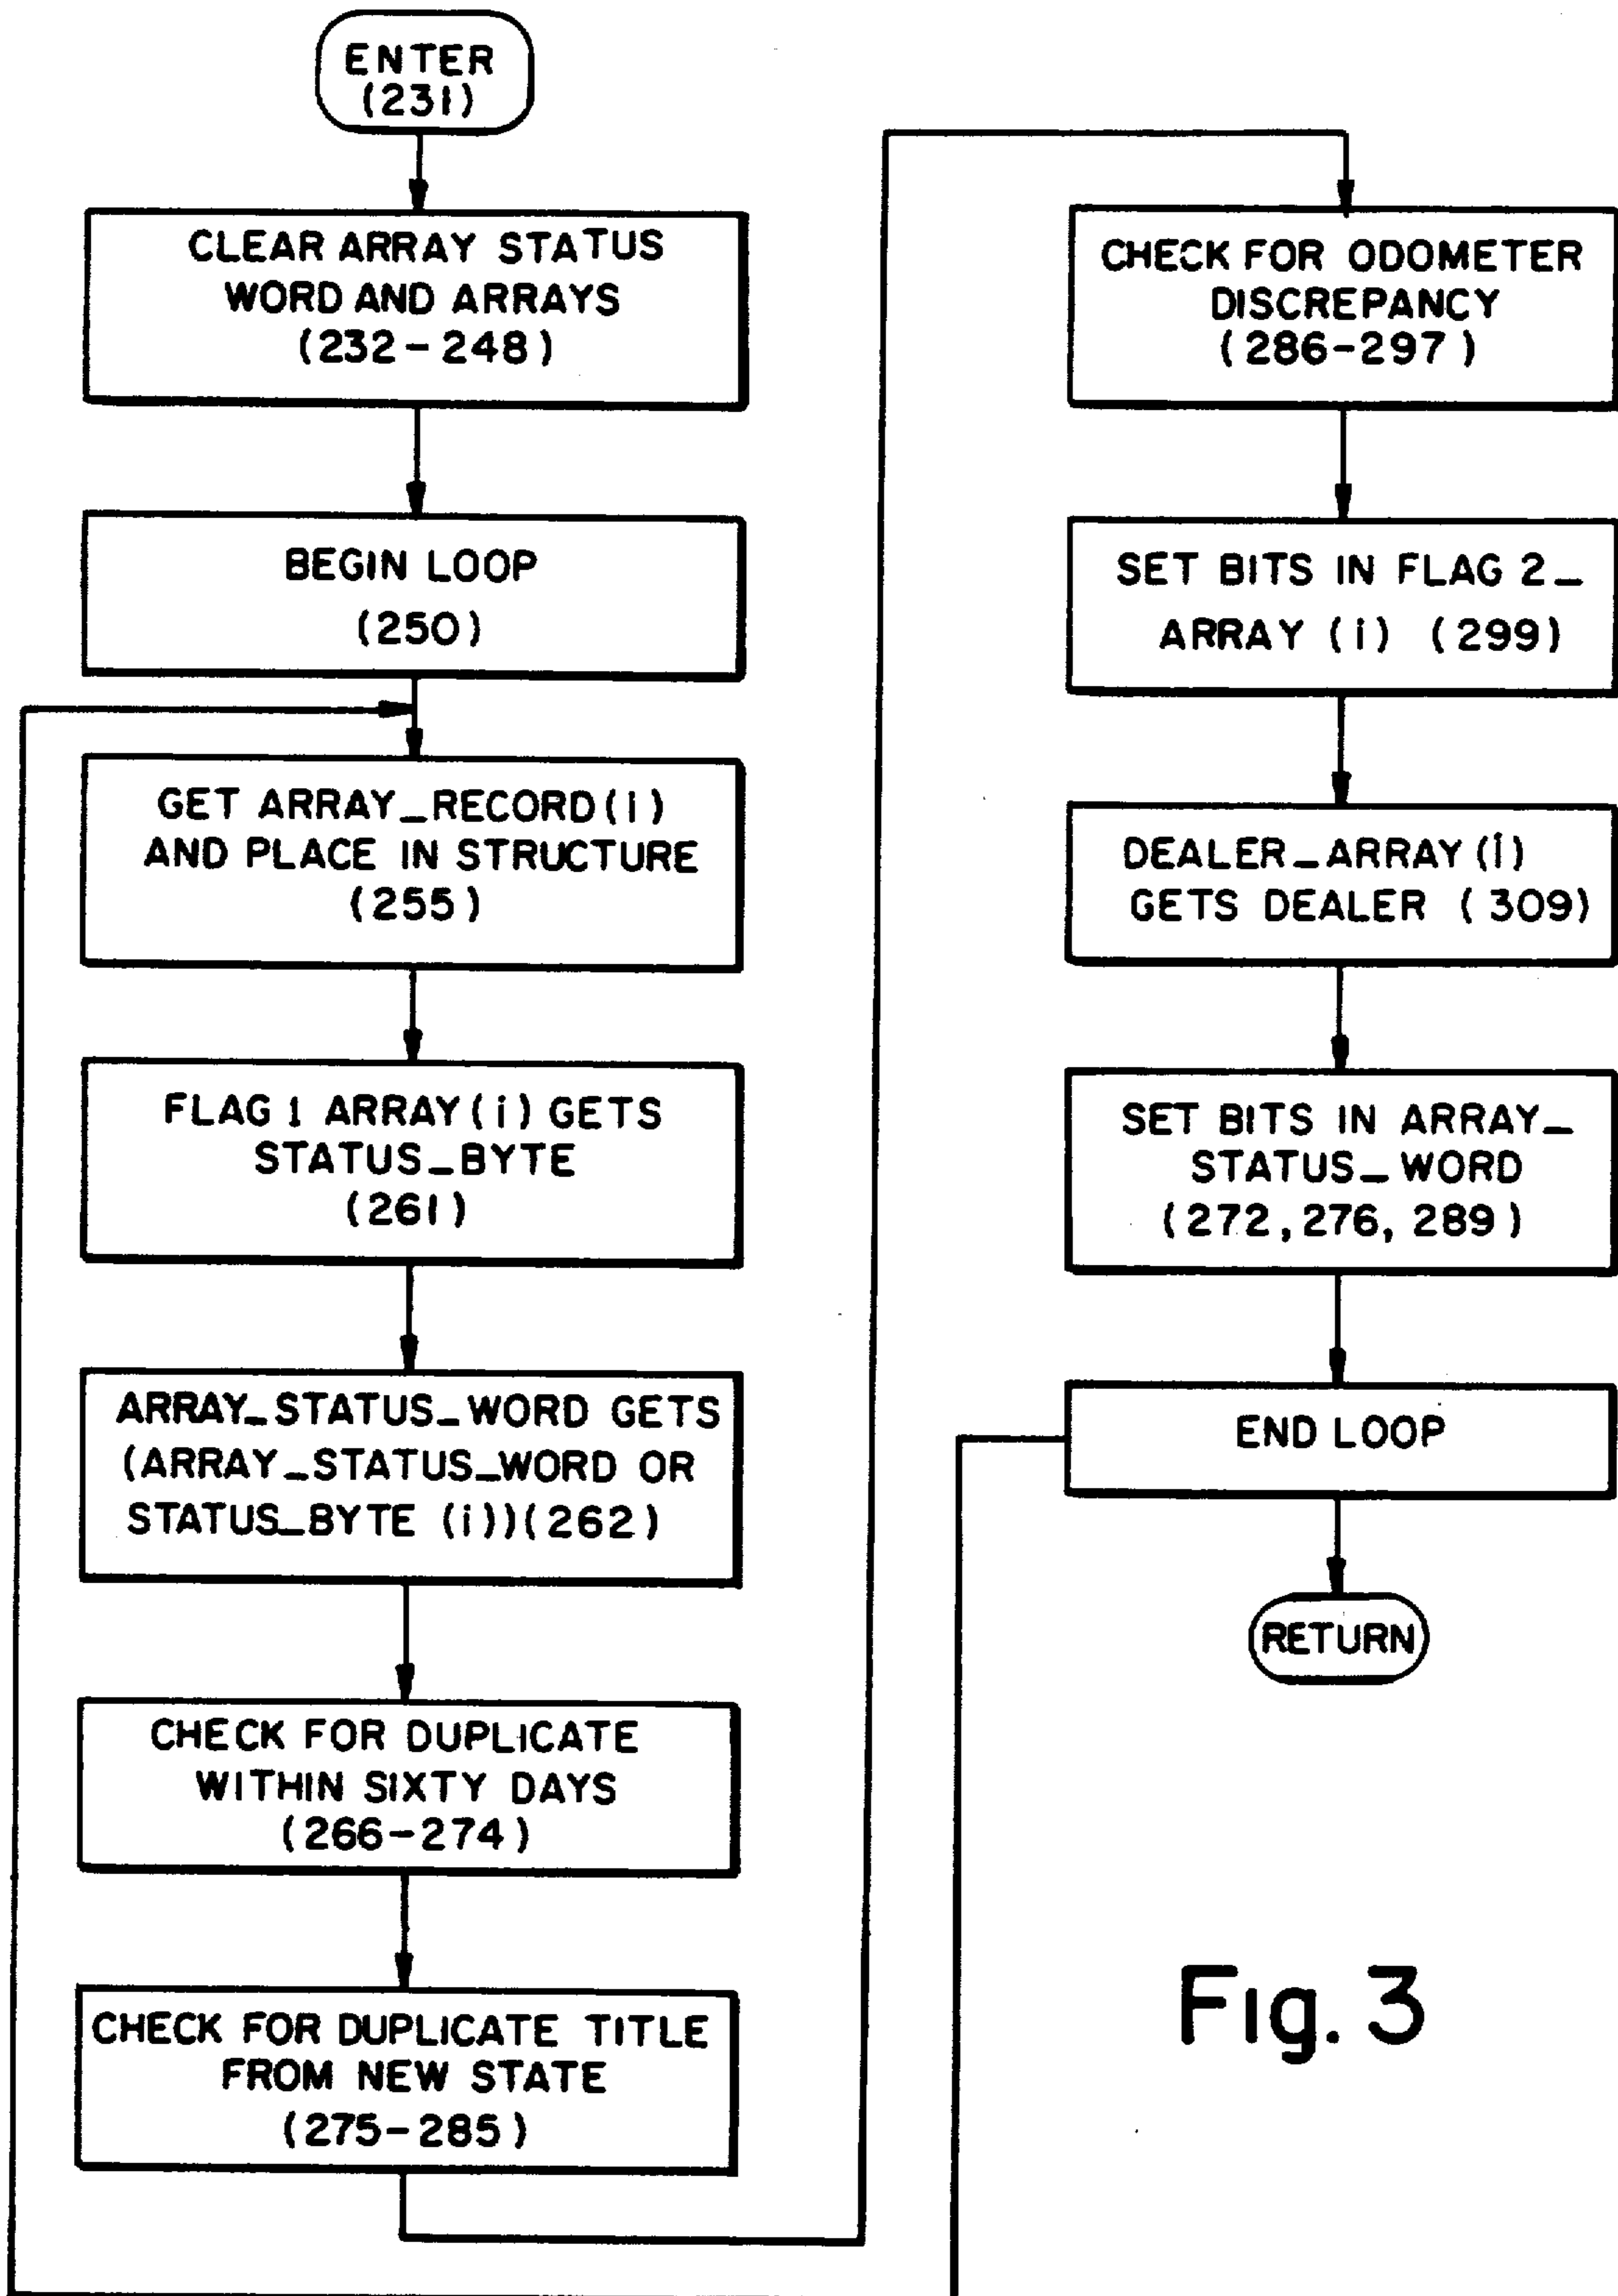 ENTER
(231)
CLEAR ARRAY STATUS
WORD AND ARRAYS
(232-248)
BEGIN LOOP
(250)
GET ARRAY_RECORD(i)
AND PLACE IN STRUCTURE
(255)
FLAG 1 ARRAY(i) GETS
STATUS_BYTE
(261)
ARRAY_STATUS_WORD GETS
(ARRAY_STATUS_WORD OR
STATUS_BYTE (i))(262)
CHECK FOR DUPLICATE
WITHIN SIXTY DAYS
(266-274)
CHECK FOR DUPLICATE TITLE
FROM NEW STATE
(275-285)
CHECK FOR ODOMETER
DISCREPANCY
(286-297)
SET BITS IN FLAG 2_
ARRAY (i) (299)
DEALER_ARRAY(i)
GETS DEALER (309)
SET BITS IN ARRAY_
STATUS_WORD
(272,276,289)
END LOOP
RETURN
Fig. 3